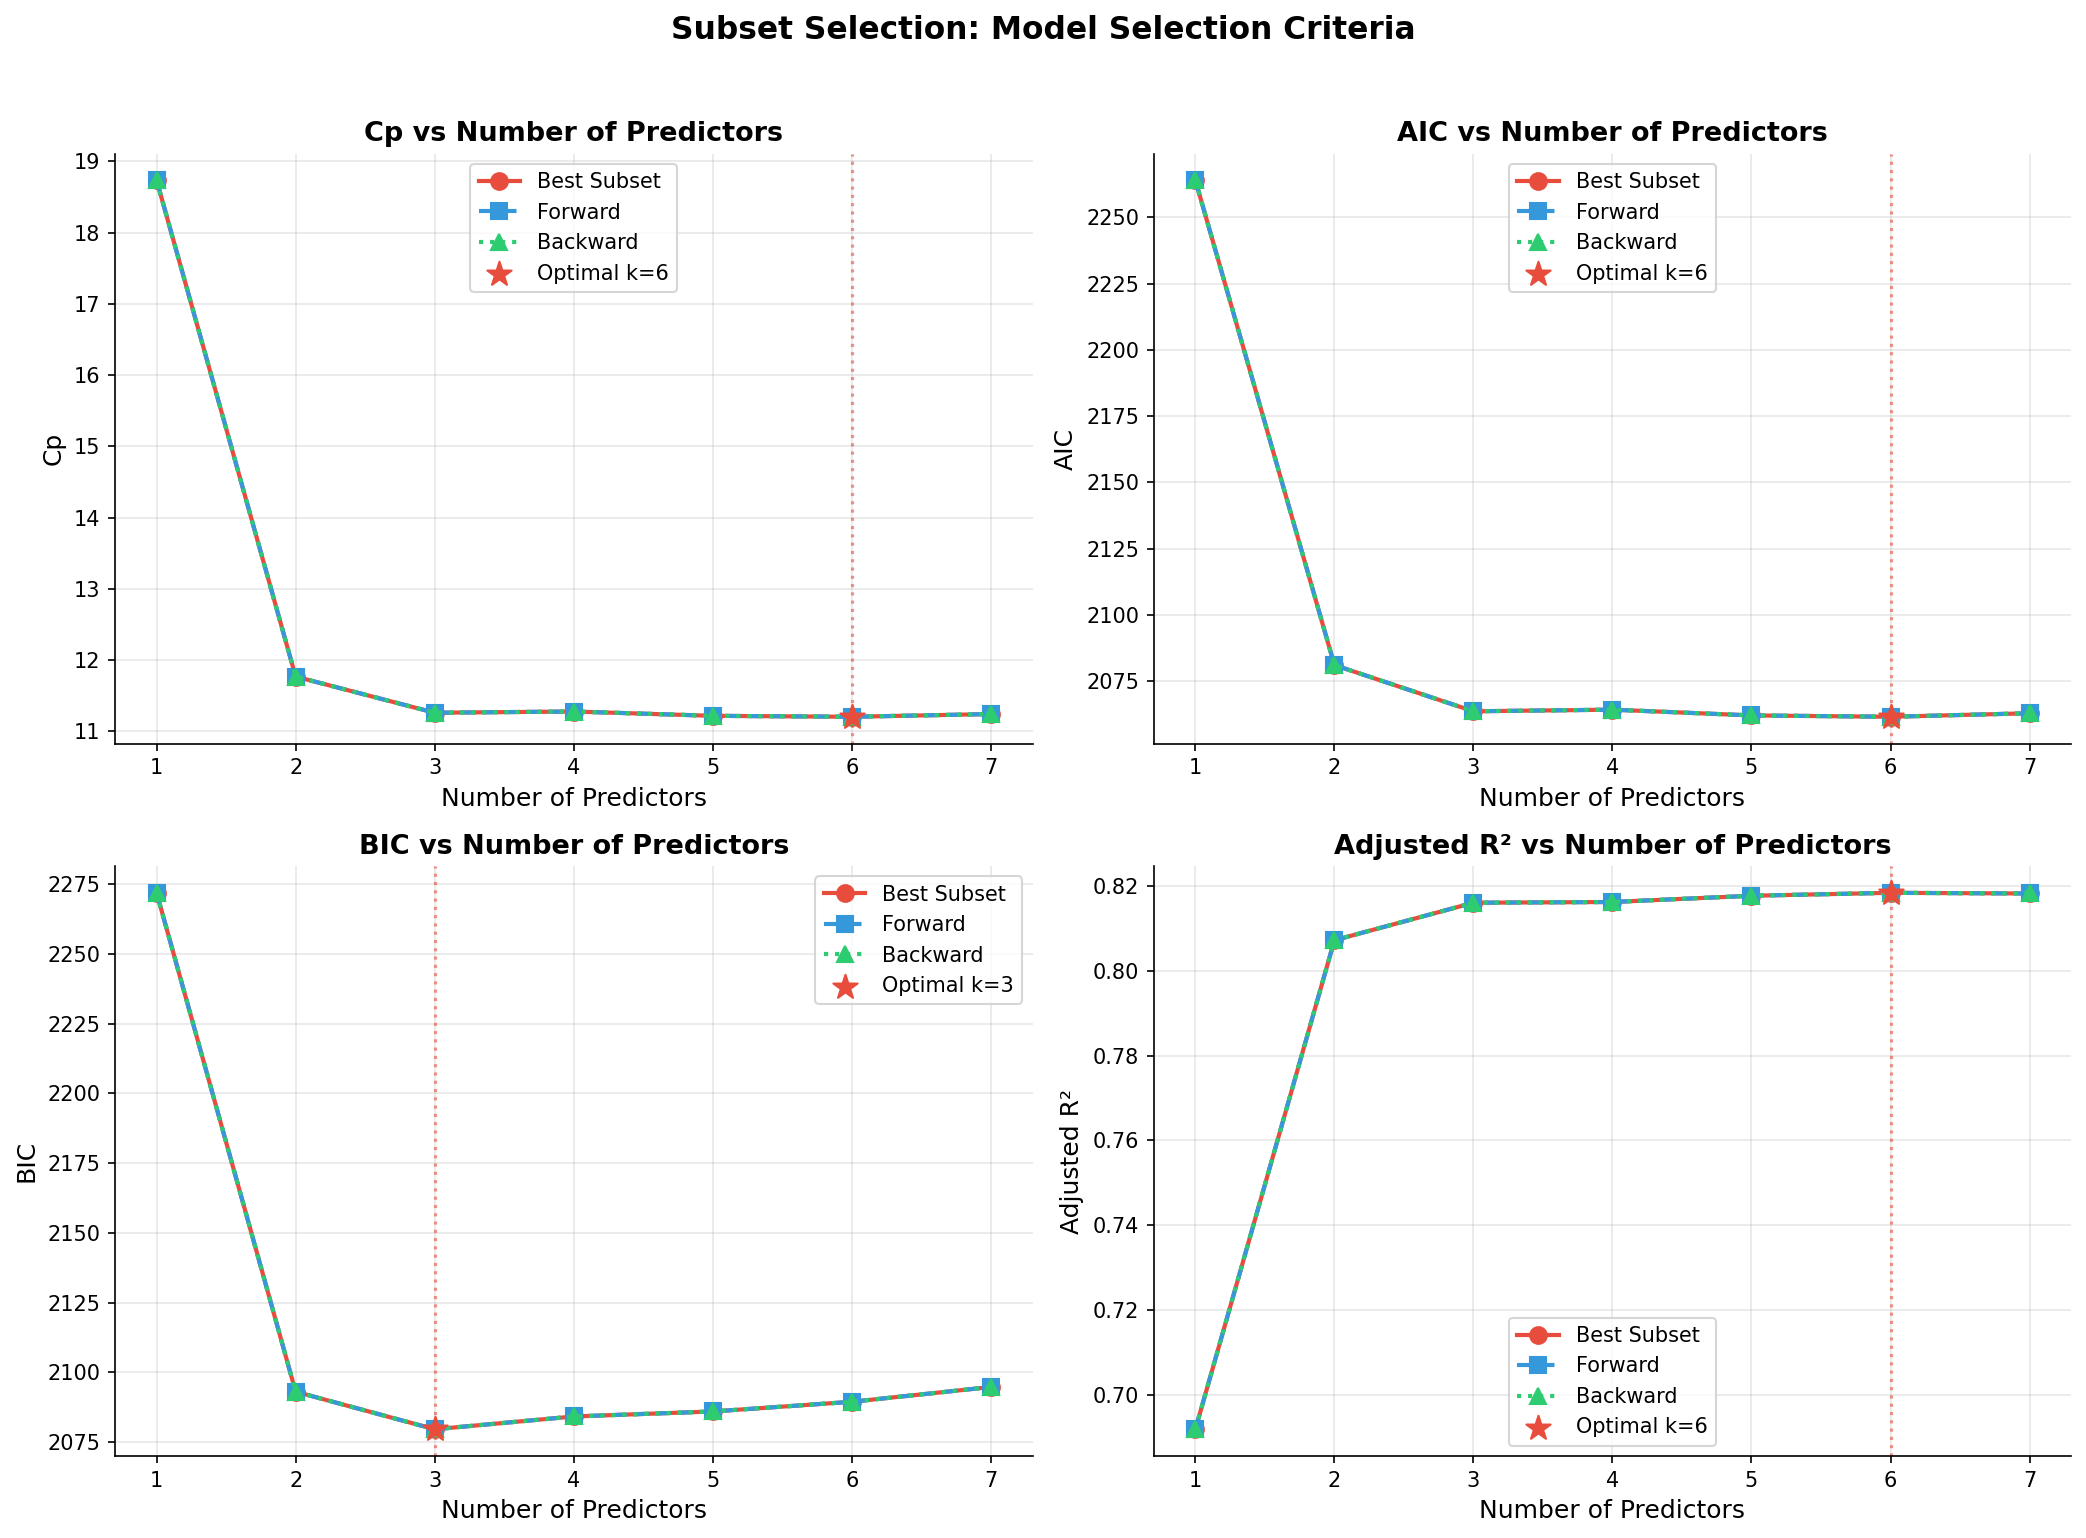 Subset Selection: Model Selection Criteria
Cp vs Number of Predictors
19
18
17
16
15
14
13
12
11
Cp
1 2 3 4 5 6 7
Number of Predictors
Best Subset
Forward
Backward
Optimal k=6
AIC vs Number of Predictors
2250
2225
2200
2175
2150
2125
2100
2075
AIC
1 2 3 4 5 6 7
Number of Predictors
Best Subset
Forward
Backward
Optimal k=6
BIC vs Number of Predictors
2275
2250
2225
2200
2175
2150
2125
2100
2075
BIC
1 2 3 4 5 6 7
Number of Predictors
Best Subset
Forward
Backward
Optimal k=3
Adjusted R² vs Number of Predictors
0.82
0.80
0.78
0.76
0.74
0.72
0.70
Adjusted R²
1 2 3 4 5 6 7
Number of Predictors
Best Subset
Forward
Backward
Optimal k=6